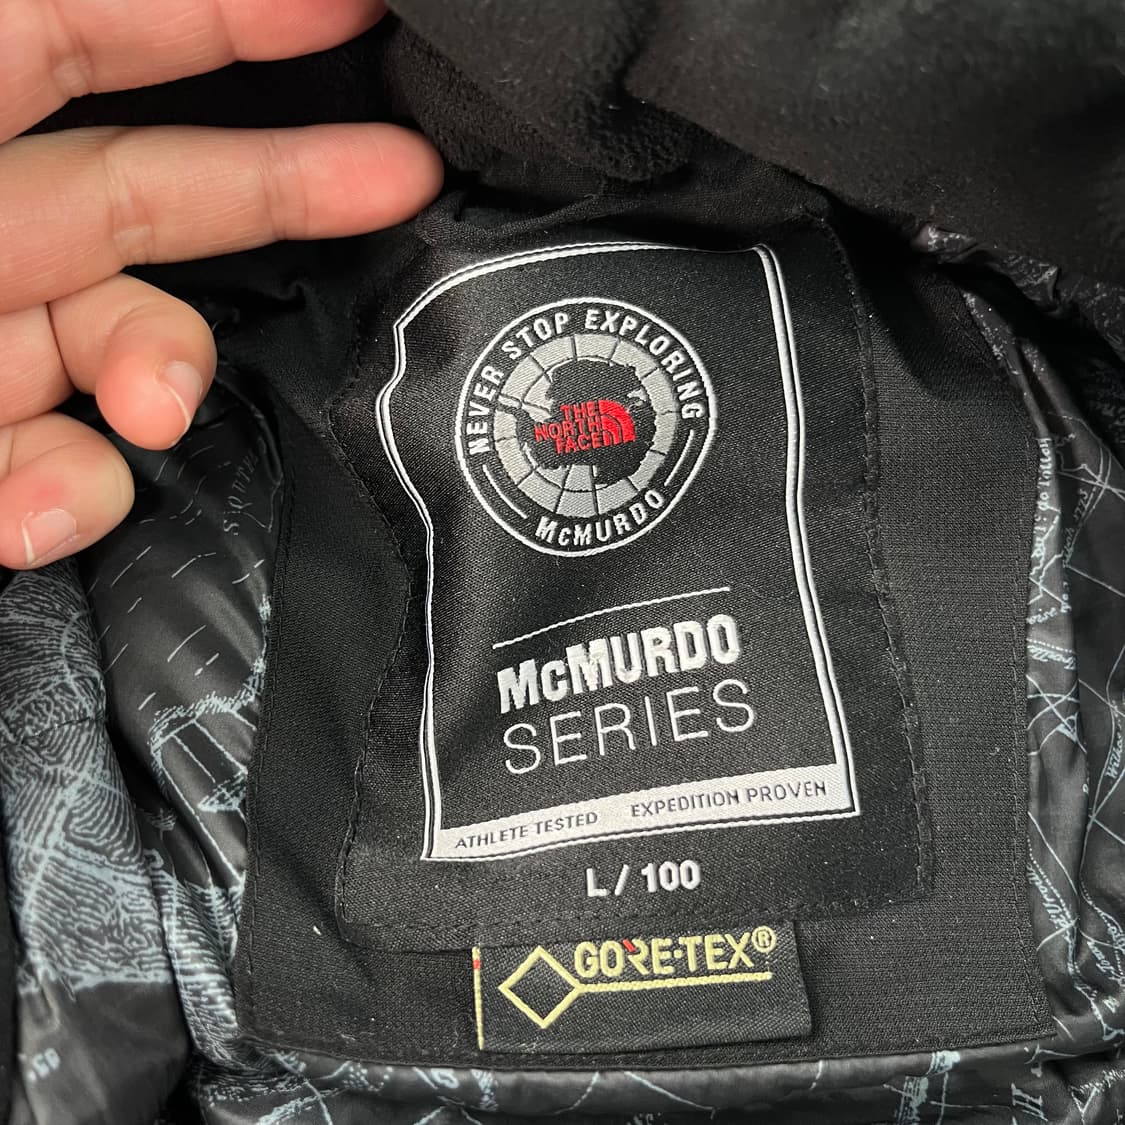 NEVER STOP EXPLORING
THE
NORTH
FACE
McMURDO
McMURDO
SERIES
ATHLETE TESTED EXPEDITION PROVEN
L / 100
GORE-TEX®